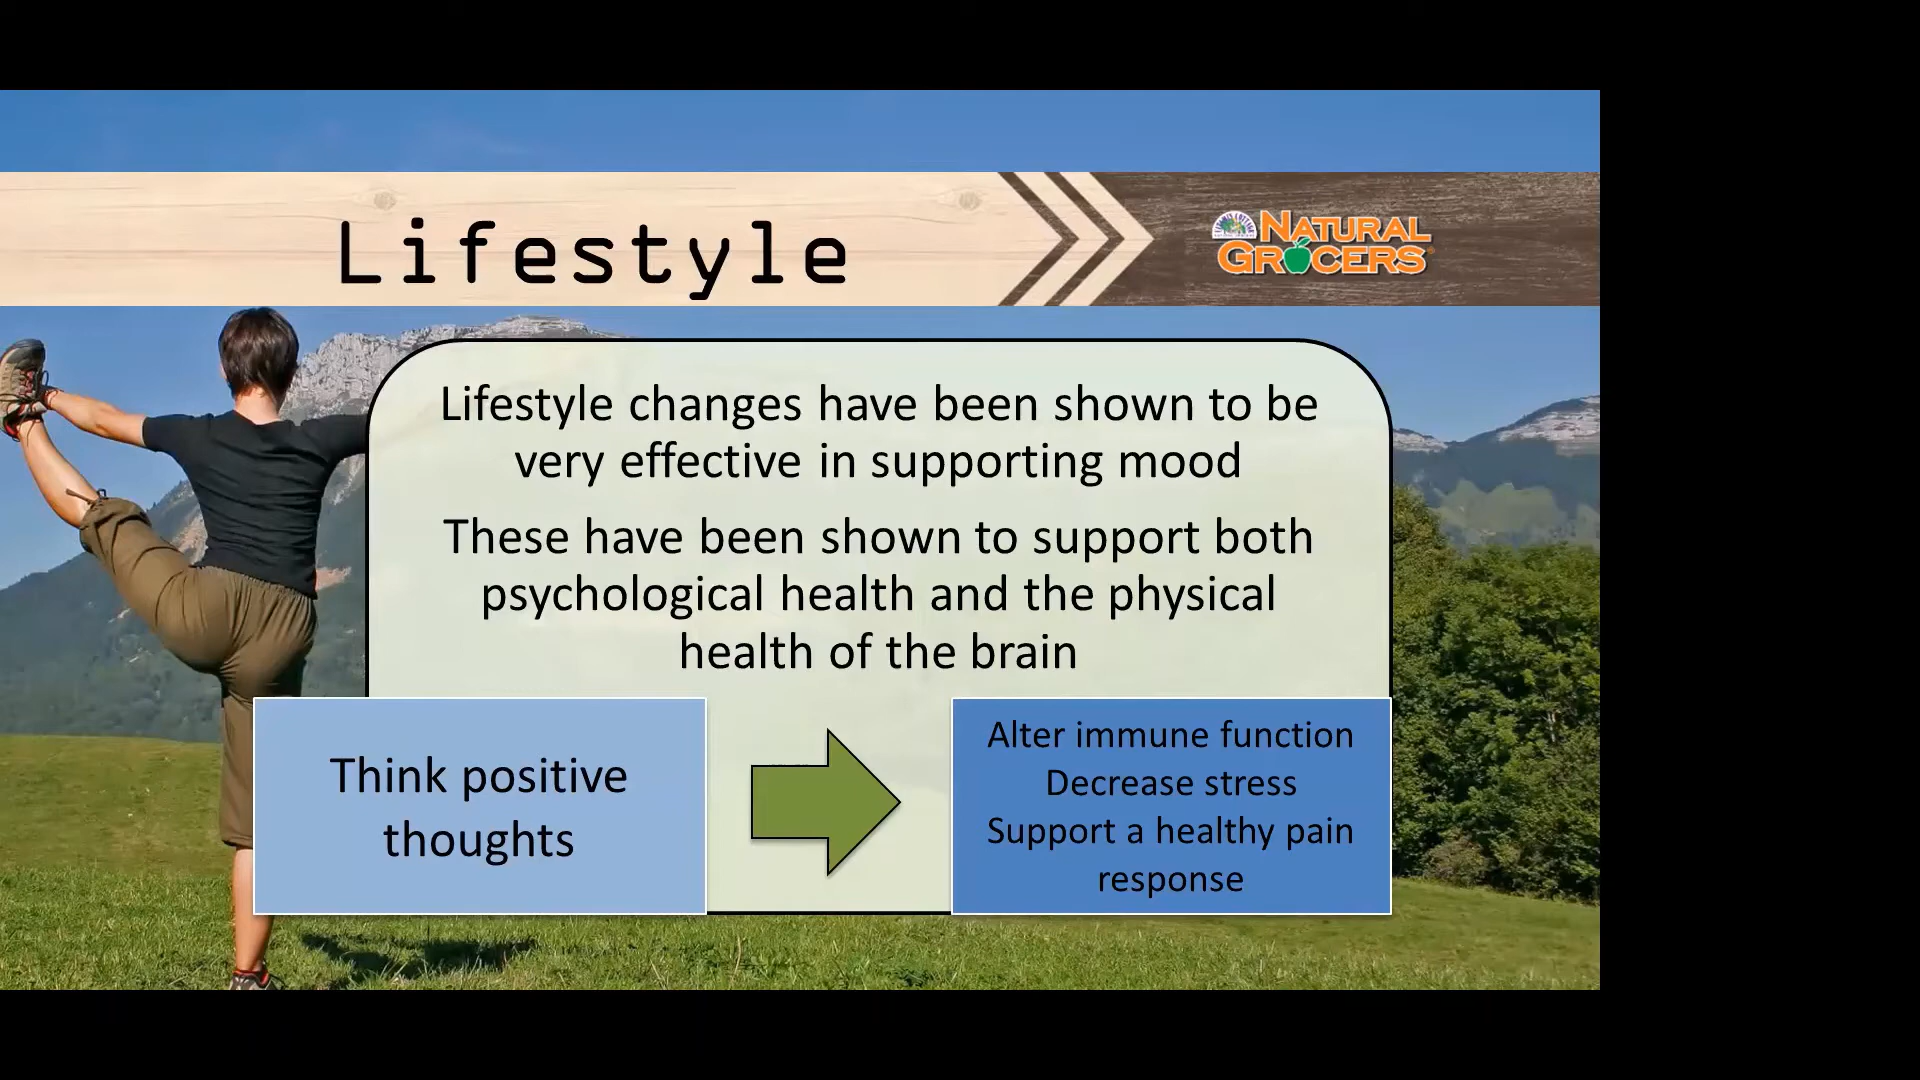 Lifestyle
NATURAL
GROCERS
Lifestyle changes have been shown to be
very effective in supporting mood
These have been shown to support both
psychological health and the physical
health of the brain
Think positive
thoughts
Alter immune function
Decrease stress
Support a healthy pain
response